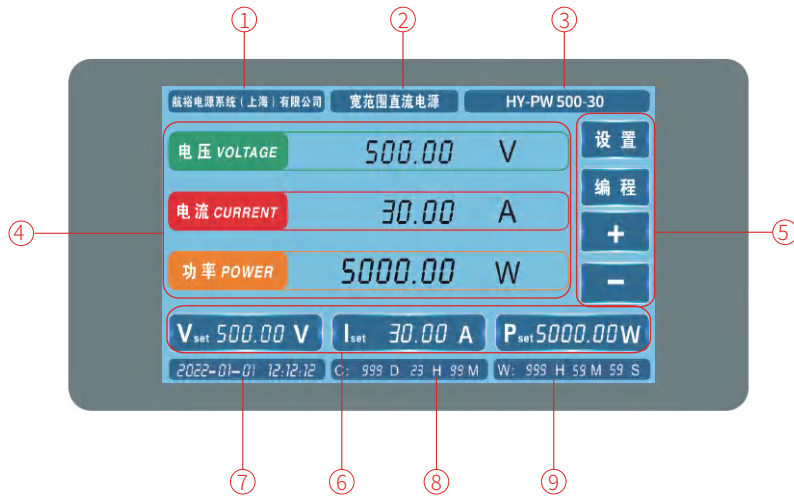 ① ② ③
航裕电源系统（上海）有限公司 宽范围直流电源 HY-PW 500-30
电压 VOLTAGE 500.00 V 设置
电流 CURRENT 30.00 A 编程
④ ⑤
+
功率 POWER 5000.00 W −
Vset 500.00 V Iset 30.00 A Pset 5000.00W
2022-01-01 12:12:12 C: 999 D 23 H 99 M W: 999 H 59 M 59 S
⑦ ⑥ ⑧ ⑨